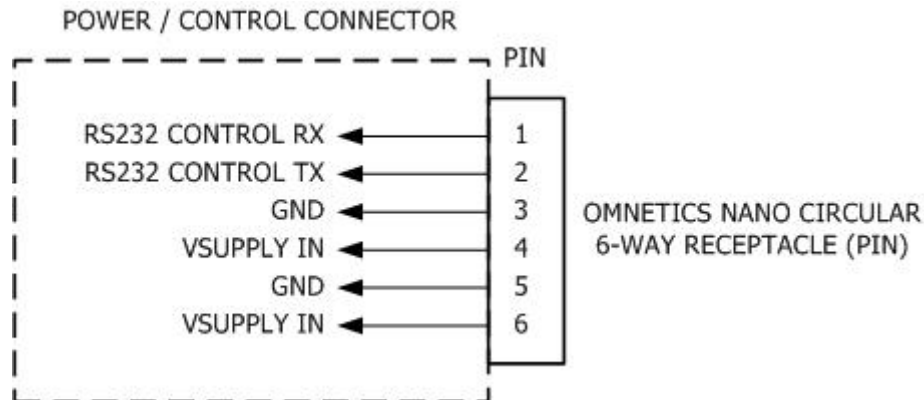 POWER / CONTROL CONNECTOR
PIN
RS232 CONTROL RX 1
RS232 CONTROL TX 2
GND 3
VSUPPLY IN 4
GND 5
VSUPPLY IN 6
OMNETICS NANO CIRCULAR
6-WAY RECEPTACLE (PIN)